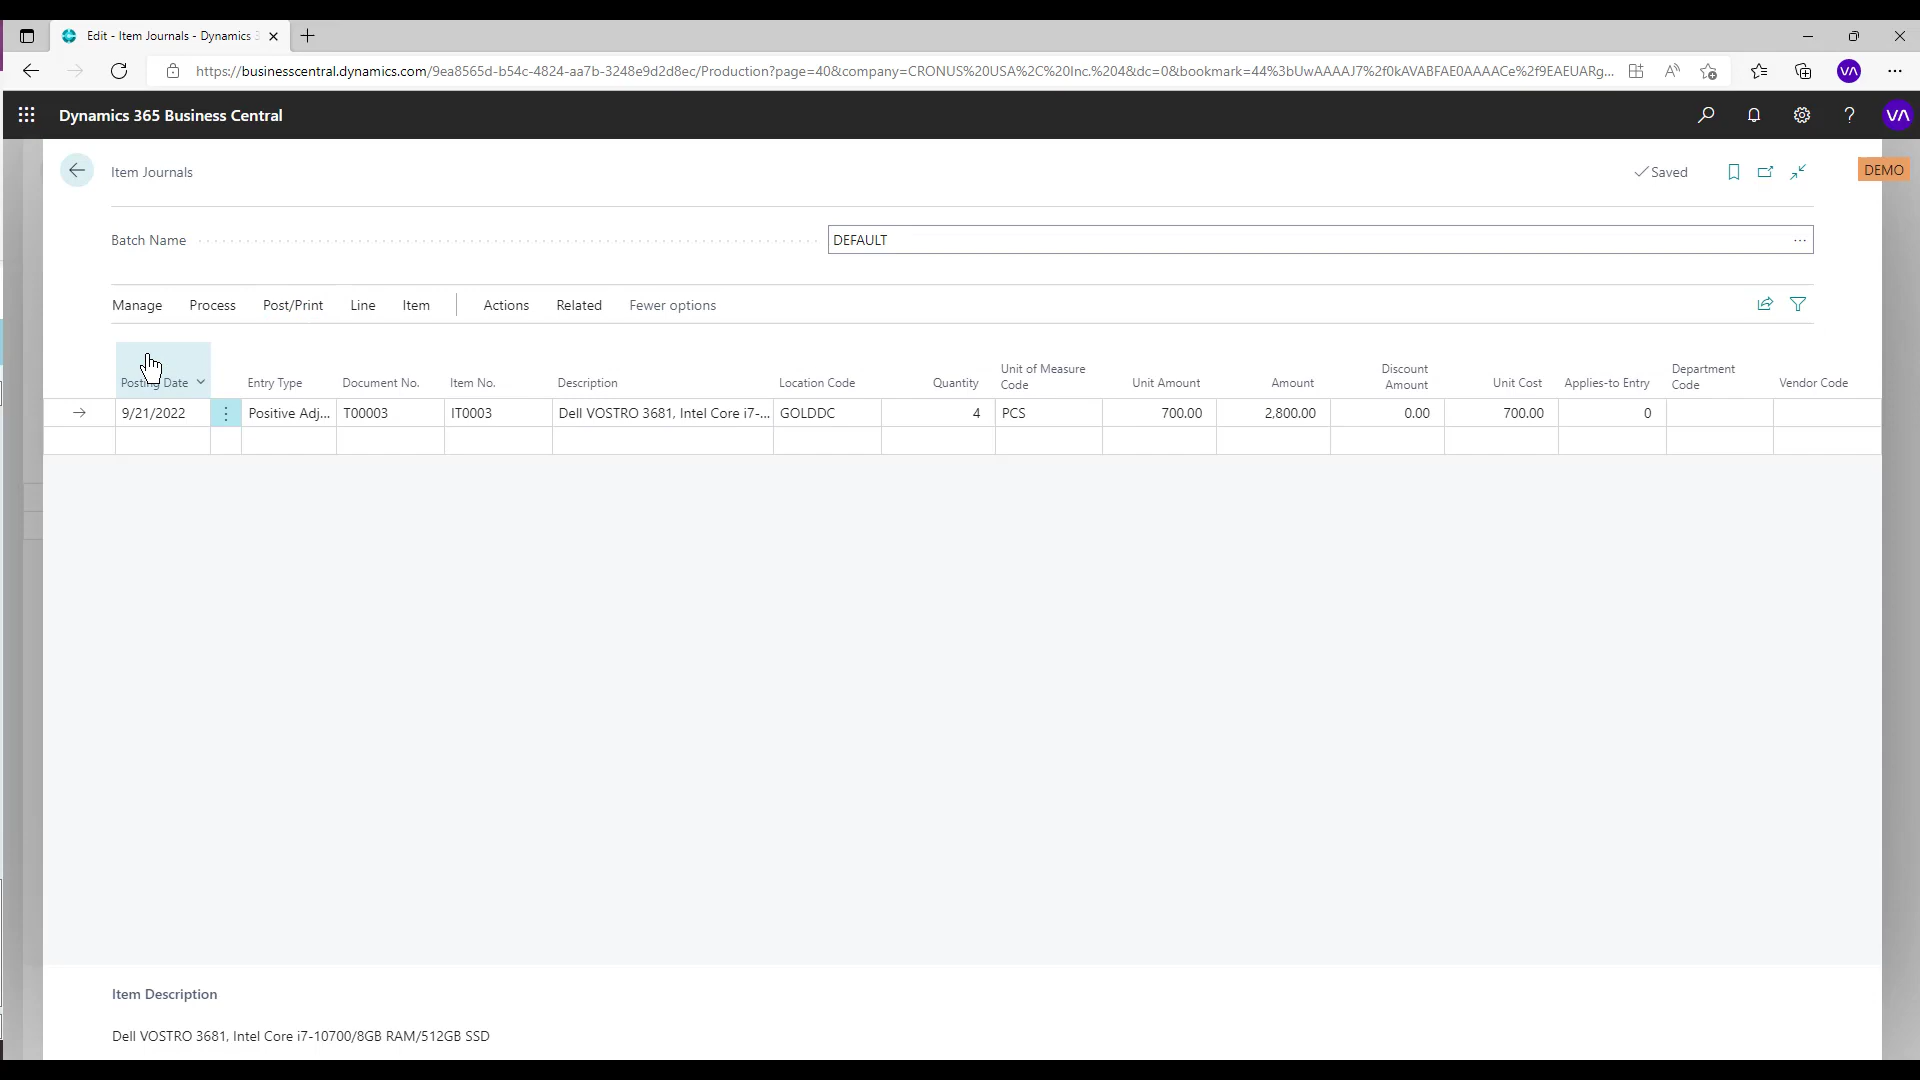 Edit - Item Journals - Dynamics 3
https://businesscentral.dynamics.com/9ea8565d-b54c-4824-aa7b-3248e9d2d8ec/Production?page=40&company=CRONUS%20USA%2C%20Inc.%204&dc=0&bookmark=44%3bUwAAAAJ7%2f0kAVABFAE0AAAACe%2f9EAEUARg...
VA
Dynamics 365 Business Central
VA
Item Journals
Saved
DEMO
Batch Name
DEFAULT
Manage Process Post/Print Line Item Actions Related Fewer options
Posting Date Entry Type Document No. Item No. Description Location Code Quantity Unit of Measure Code Unit Amount Amount Discount Amount Unit Cost Applies-to Entry Department Code Vendor Code
9/21/2022 Positive Adj... T00003 IT0003 Dell VOSTRO 3681, Intel Core i7-... GOLDDC 4 PCS 700.00 2,800.00 0.00 700.00 0
Item Description
Dell VOSTRO 3681, Intel Core i7-10700/8GB RAM/512GB SSD